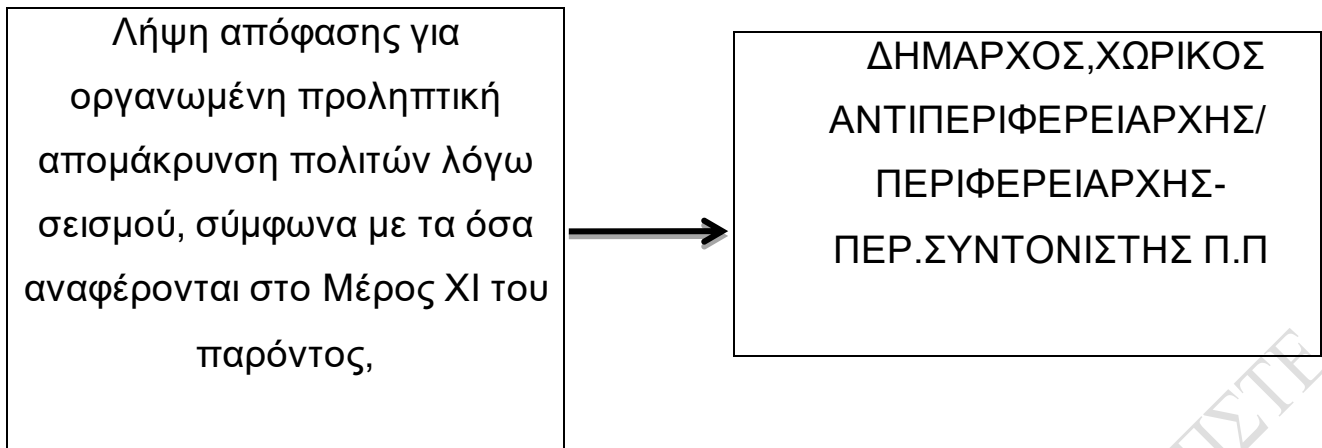 Λήψη απόφασης για
οργανωμένη προληπτική
απομάκρυνση πολιτών λόγω
σεισμού, σύμφωνα με τα όσα
αναφέρονται στο Μέρος XI του
παρόντος,
ΔΗΜΑΡΧΟΣ,ΧΩΡΙΚΟΣ
ΑΝΤΙΠΕΡΙΦΕΡΕΙΑΡΧΗΣ/
ΠΕΡΙΦΕΡΕΙΑΡΧΗΣ-
ΠΕΡ.ΣΥΝΤΟΝΙΣΤΗΣ Π.Π